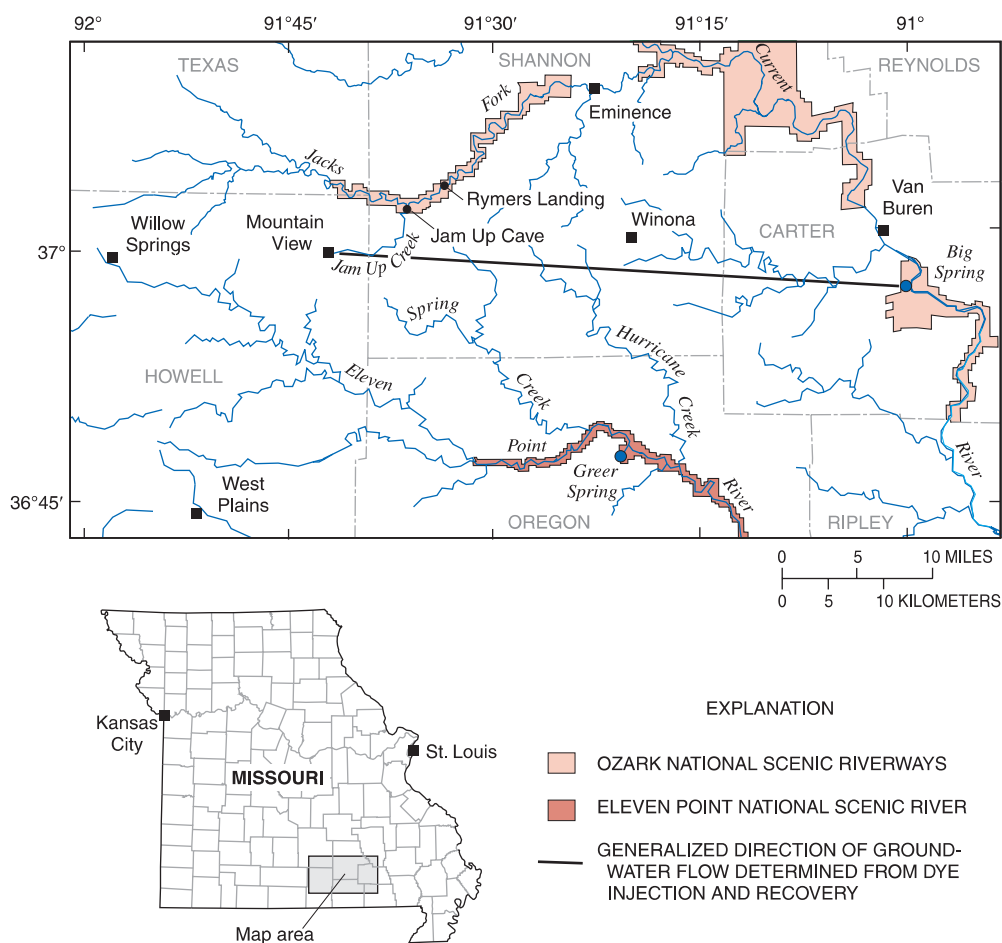 92°
91°45′
91°30′
91°15′
91°
TEXAS
SHANNON
REYNOLDS
Current
Fork
Eminence
Jacks
Rymers Landing
Van
Buren
Willow
Springs
Mountain
View
Jam Up Cave
Winona
CARTER
37°
Jam Up Creek
Big
Spring
Spring
Hurricane
HOWELL
Eleven
Creek
Creek
Point
Greer
Spring
River
River
West
Plains
36°45′
OREGON
RIPLEY
0 5 10 MILES
0 5 10 KILOMETERS
Kansas
City
St. Louis
MISSOURI
Map area
EXPLANATION
OZARK NATIONAL SCENIC RIVERWAYS
ELEVEN POINT NATIONAL SCENIC RIVER
GENERALIZED DIRECTION OF GROUND-
WATER FLOW DETERMINED FROM DYE
INJECTION AND RECOVERY